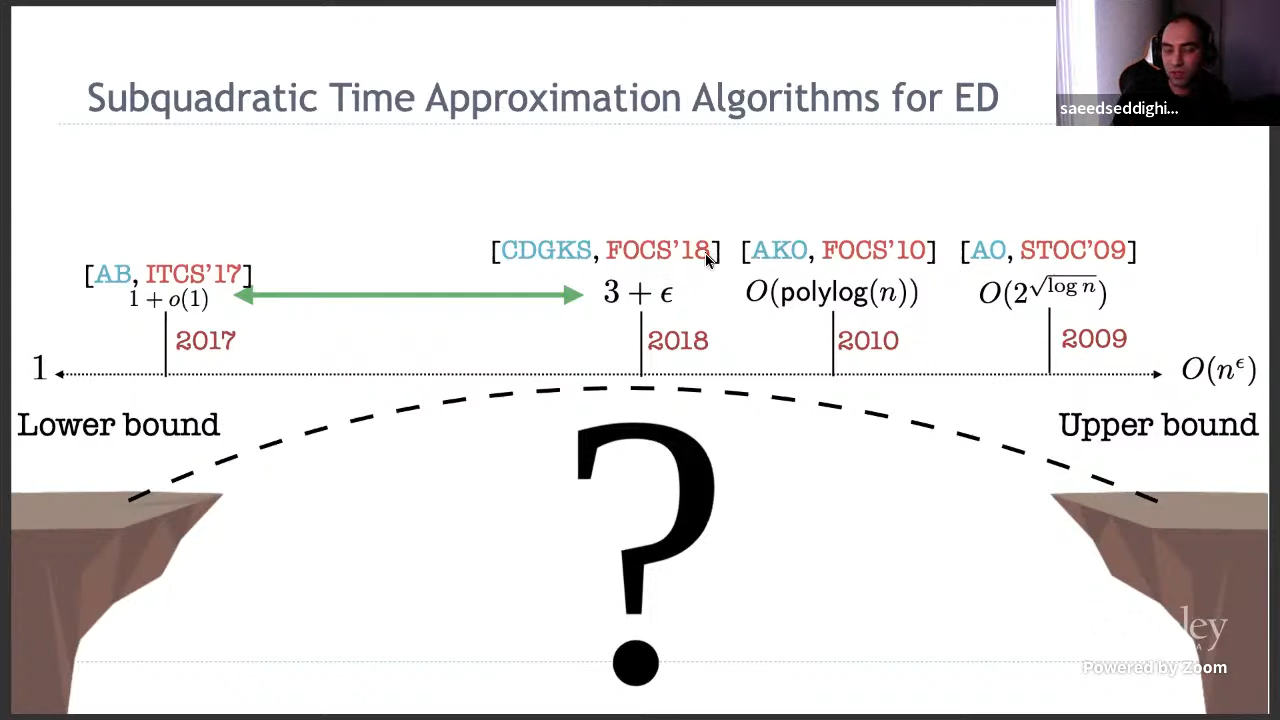 Subquadratic Time Approximation Algorithms for ED
saeedseddighi...
[AB, ITCS'17]
1 + o(1)
2017
[CDGKS, FOCS'18]
3 + ϵ
2018
[AKO, FOCS'10]
O(polylog(n))
2010
[AO, STOC'09]
O(2^{√log n})
2009
1
O(n^ϵ)
Lower bound
Upper bound
?
Powered by Zoom